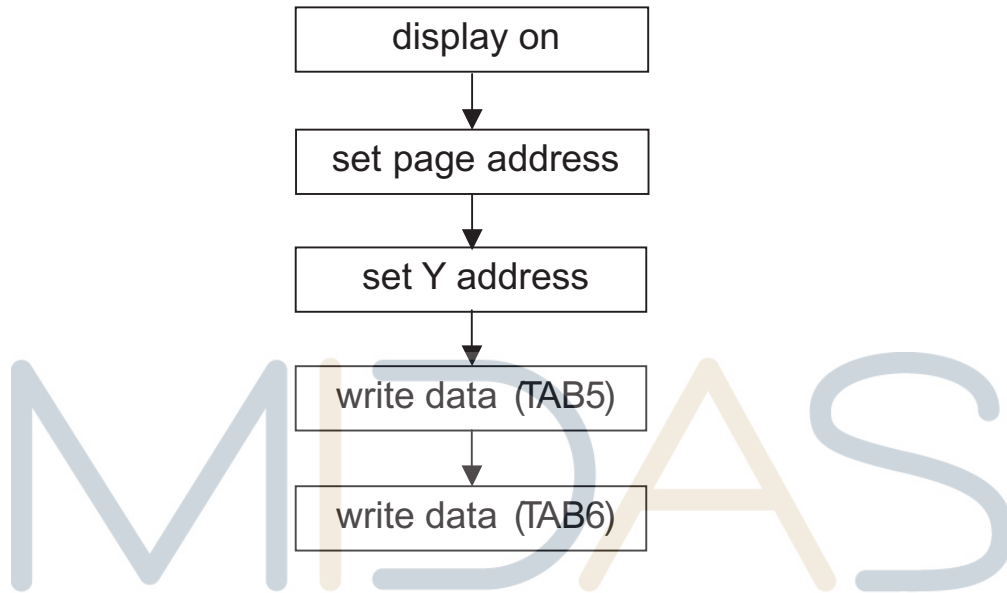 display on
set page address
set Y address
write data (TAB5)
write data (TAB6)
MIDAS